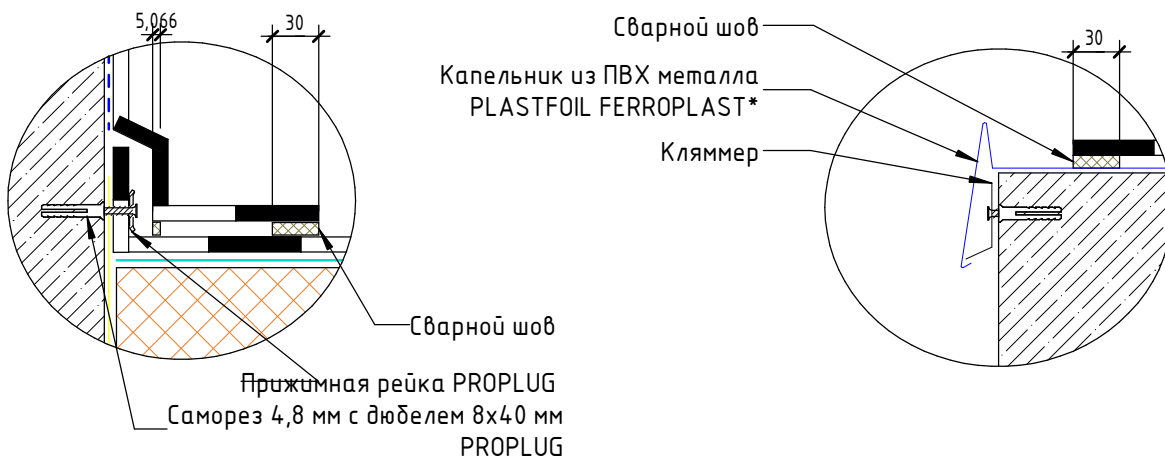 5,066
30
Сварной шов
Прижимная рейка PROPLUG
Саморез 4,8 мм с дюбелем 8х40 мм
PROPLUG
Сварной шов
Капельник из ПВХ металла
PLASTFOIL FERROPLAST*
Кляммер
30